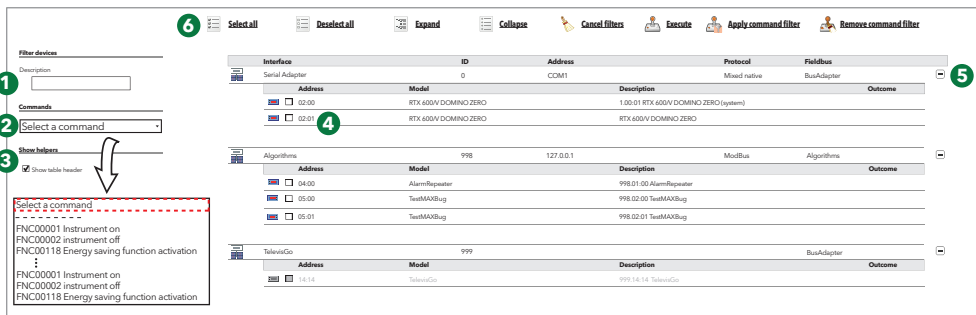 6 Select all Deselect all Expand Collapse Cancel filters Execute Apply command filter Remove command filter
Filter devices
Description
1
Commands
2 Select a command
Show helpers
3 Show table header
Select a command
- - - - - - - - - -
FNC00001 Instrument on
FNC00002 instrument off
FNC00118 Energy saving function activation
⋮
FNC00001 Instrument on
FNC00002 instrument off
FNC00118 Energy saving function activation
Interface ID Address Protocol Fieldbus
Serial Adapter 0 COM1 Mixed native BusAdapter 5
Address Model Description Outcome
02:00 RTX 600/V DOMINO ZERO 1.00:01 RTX 600/V DOMINO ZERO (system)
02:01 4 RTX 600/V DOMINO ZERO RTX 600/V DOMINO ZERO
Algorithms 998 127.0.0.1 ModBus Algorithms
Address Model Description Outcome
04:00 AlarmRepeater 998.01:00 AlarmRepeater
05:00 TestMAXBug 998.02:00 TestMAXBug
05:01 TestMAXBug 998.02:01 TestMAXBug
TelevisGo 999 BusAdapter
Address Model Description Outcome
14:14 TelevisGo 999.14:14 TelevisGo